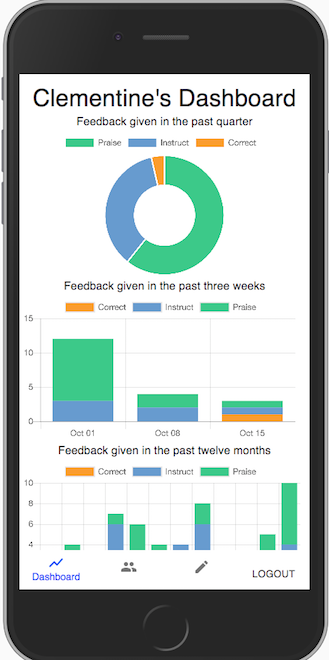 Clementine's Dashboard
Feedback given in the past quarter
Praise Instruct Correct
Feedback given in the past three weeks
Correct Instruct Praise
15
10
5
0
Oct 01 Oct 08 Oct 15
Feedback given in the past twelve months
Correct Instruct Praise
10
8
6
4
Dashboard
LOGOUT